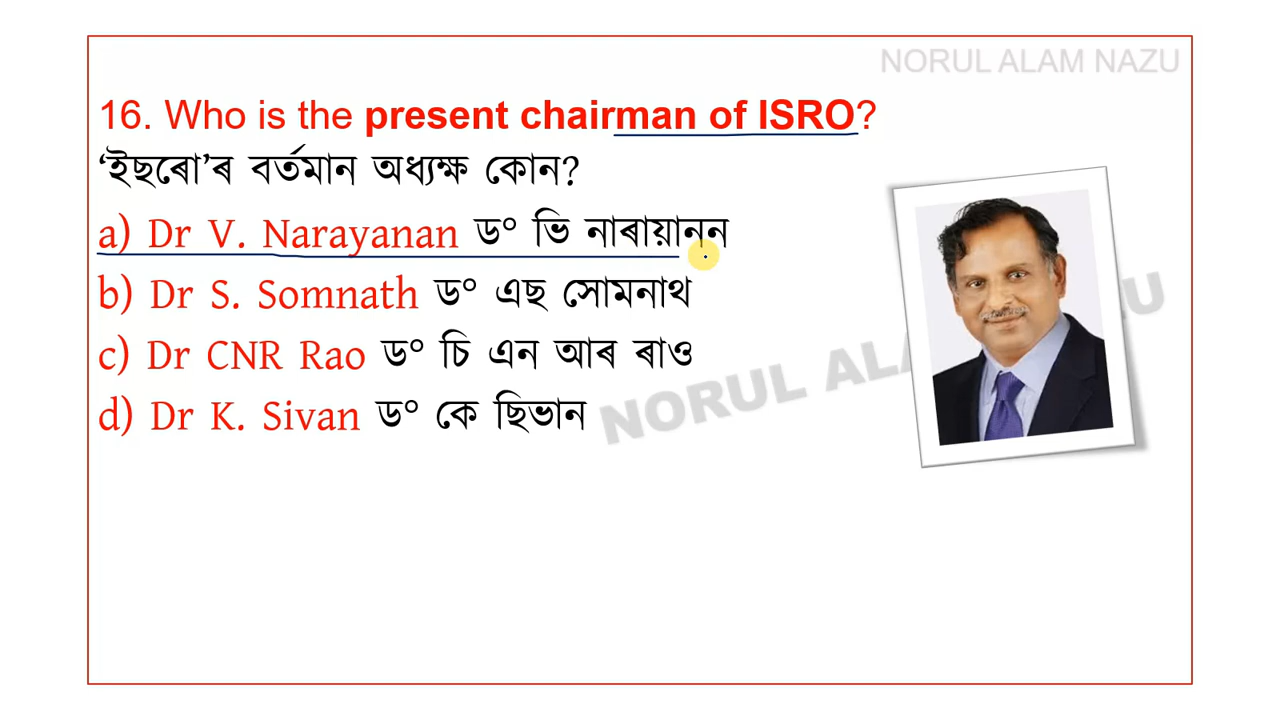 NORUL ALAM NAZU
16. Who is the present chairman of ISRO?
‘ইছৰো’ৰ বৰ্তমান অধ্যক্ষ কোন?
a) Dr V. Narayanan ড° ভি নাৰায়ানন
b) Dr S. Somnath ড° এছ সোমনাথ
c) Dr CNR Rao ড° চি এন আৰ ৰাও
d) Dr K. Sivan ড° কে ছিভান
NORUL ALA U